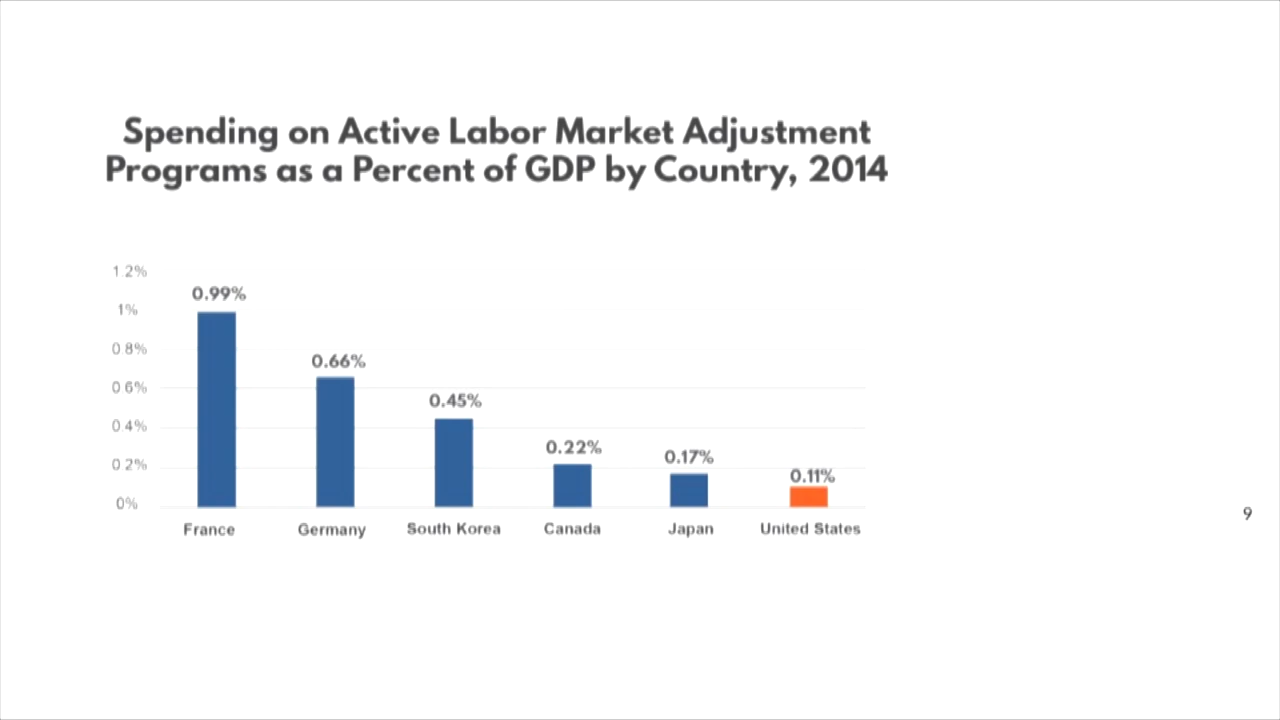 Spending on Active Labor Market Adjustment
Programs as a Percent of GDP by Country, 2014
1.2%
1%
0.8%
0.6%
0.4%
0.2%
0%
0.99%
0.66%
0.45%
0.22%
0.17%
0.11%
France
Germany
South Korea
Canada
Japan
United States
9